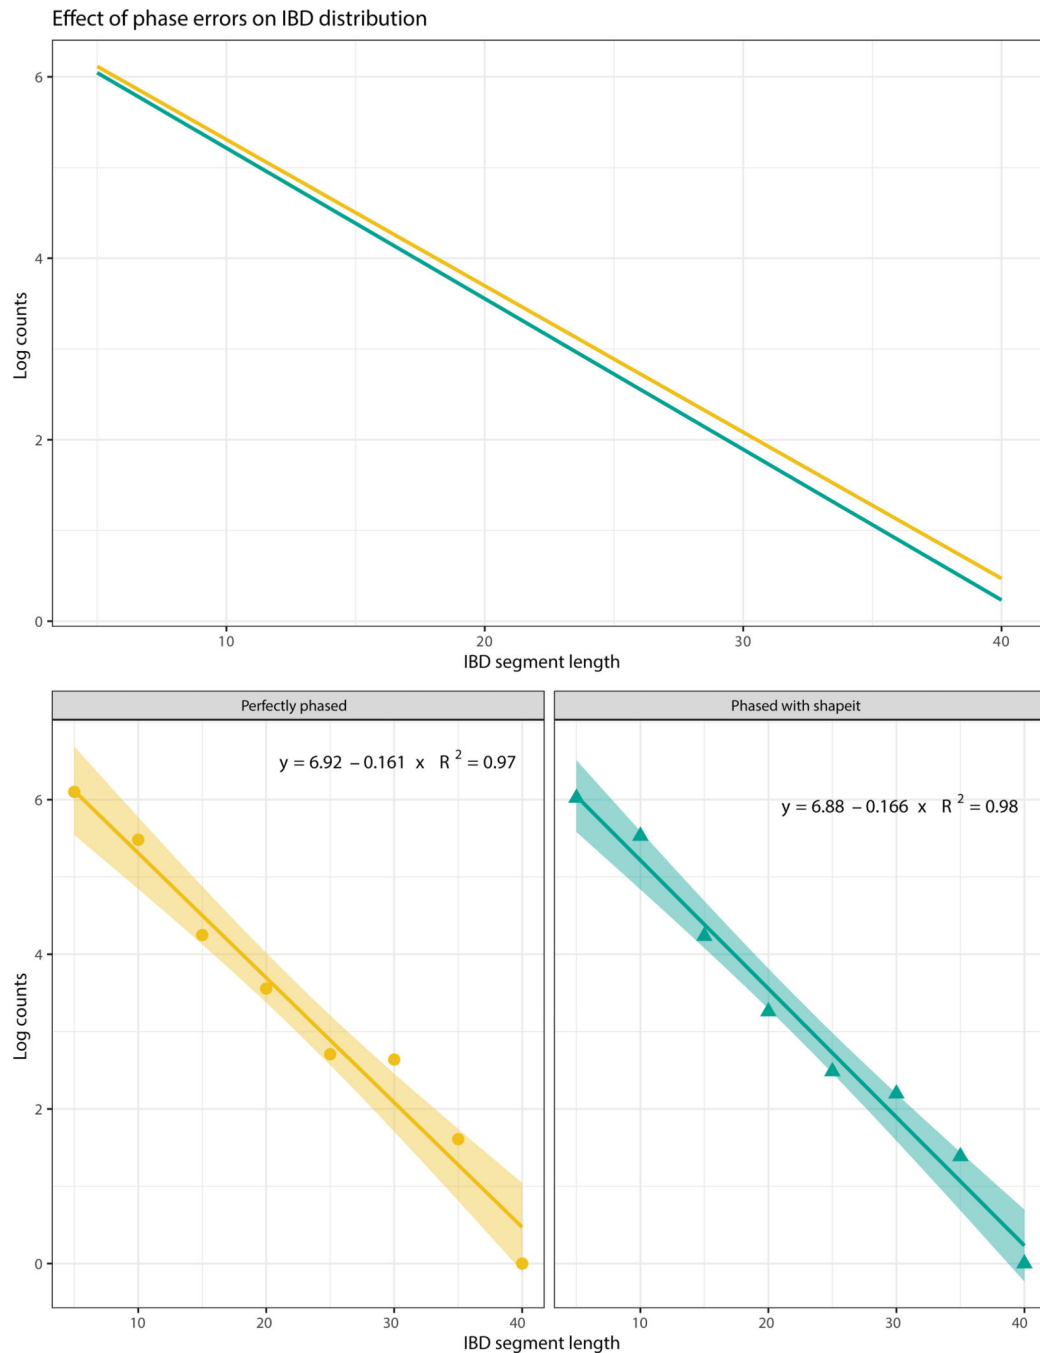 Effect of phase errors on IBD distribution
6
4
2
0
Log counts
10 20 30 40
IBD segment length
Perfectly phased
Phased with shapeit
y = 6.92 − 0.161 x R 2 = 0.97
y = 6.88 − 0.166 x R 2 = 0.98
6
4
2
0
Log counts
10 20 30 40
10 20 30 40
IBD segment length